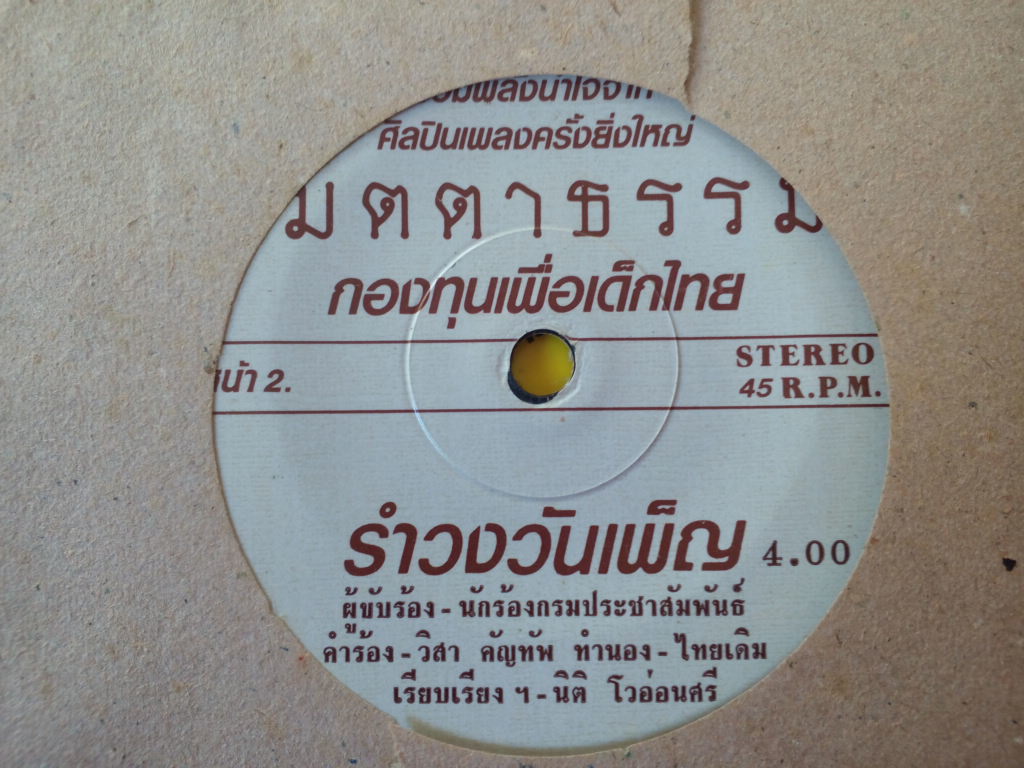 ศิลปินเพลงครั้งยิ่งใหญ่
มตตาธรรม
กองทุนเพื่อเด็กไทย
น้า 2.
STEREO
45 R.P.M.
รำวงวันเพ็ญ 4.00
ผู้ขับร้อง - นักร้องกรมประชาสัมพันธ์
คำร้อง - วิสา คัญทัพ ทำนอง - ไทยเดิม
เรียบเรียง ฯ - นิติ โวอ่อนศรี